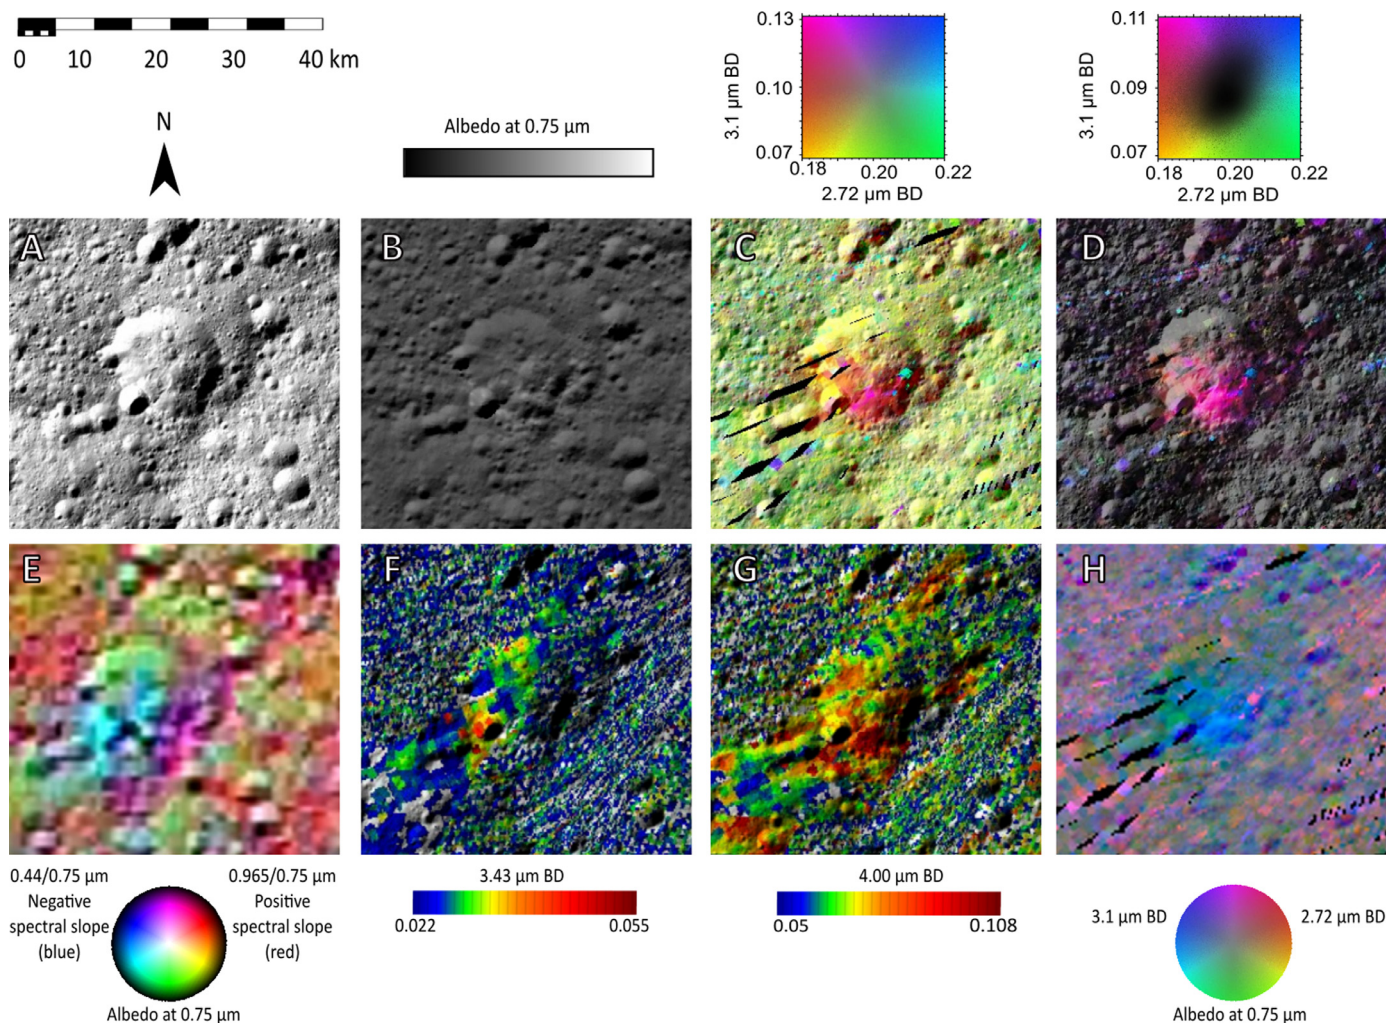 0 10 20 30 40 km
N
Albedo at 0.75 µm
0.13
0.10
0.07
3.1 µm BD
0.18 0.20 0.22
2.72 µm BD
0.11
0.09
0.07
3.1 µm BD
0.18 0.20 0.22
2.72 µm BD
A
B
C
D
E
F
G
H
0.44/0.75 µm
Negative
spectral slope
(blue)
0.965/0.75 µm
Positive
spectral slope
(red)
Albedo at 0.75 µm
3.43 µm BD
0.022 0.055
4.00 µm BD
0.05 0.108
3.1 µm BD
2.72 µm BD
Albedo at 0.75 µm